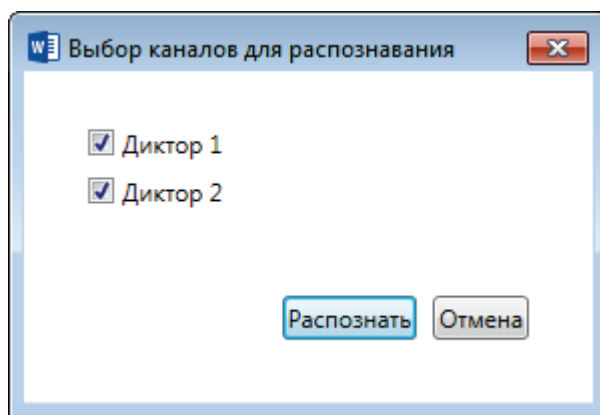 Выбор каналов для распознавания
Диктор 1
Диктор 2
Распознать Отмена